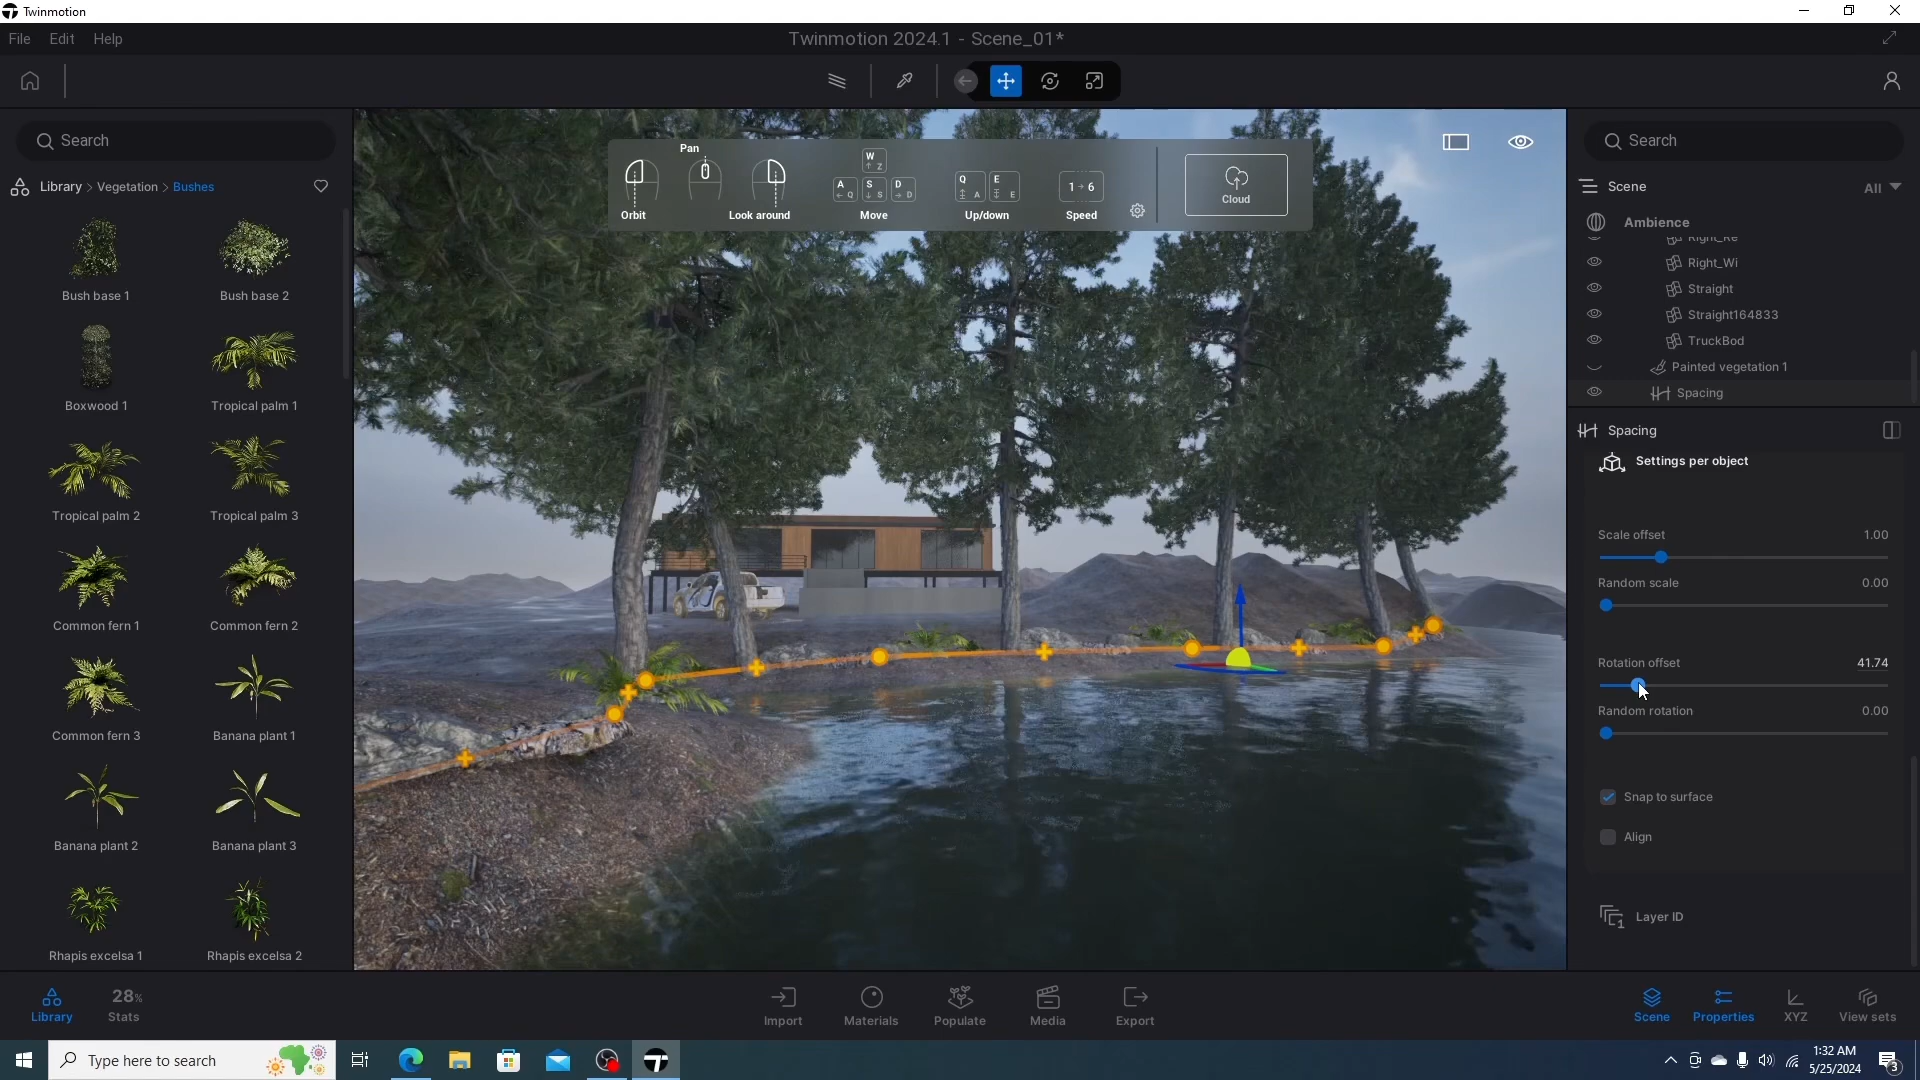 Twinmotion
File Edit Help
Twinmotion 2024.1 - Scene_01*
Search
Library > Vegetation > Bushes
Bush base 1
Bush base 2
Boxwood 1
Tropical palm 1
Tropical palm 2
Tropical palm 3
Common fern 1
Common fern 2
Common fern 3
Banana plant 1
Banana plant 2
Banana plant 3
Rhapis excelsa 1
Rhapis excelsa 2
Pan
Orbit
Look around
W
Z
A Q S S D D
Move
Q A E E
Up/down
1 6
Speed
Cloud
Search
Scene
All
Ambience
Right_Re
Right_Wi
Straight
Straight164833
TruckBod
Painted vegetation 1
Spacing
Spacing
Settings per object
Scale offset 1.00
Random scale 0.00
Rotation offset 41.74
Random rotation 0.00
Snap to surface
Align
1 Layer ID
Library
28%
Stats
Import
Materials
Populate
Media
Export
Scene
Properties
XYZ
View sets
Type here to search
1:32 AM
5/25/2024
3